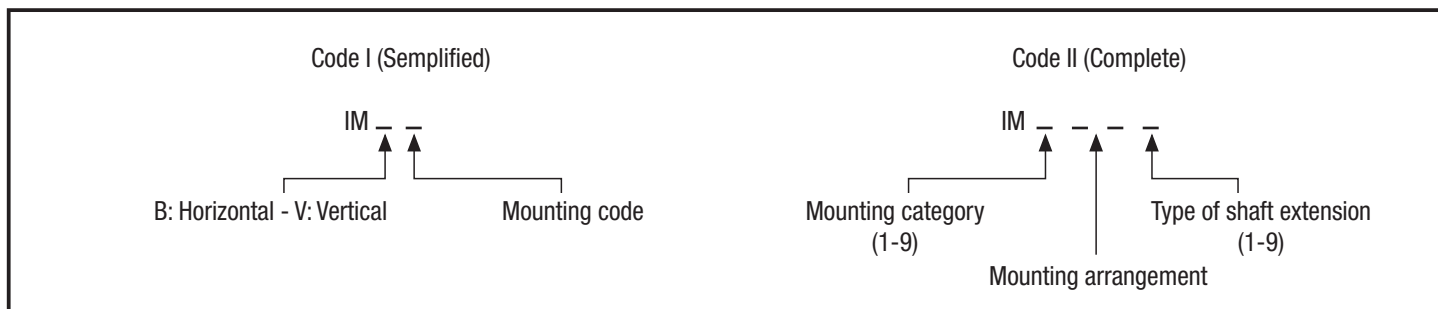 Code I (Semplified)
IM _ _
B: Horizontal - V: Vertical
Mounting code
Code II (Complete)
IM _ _ _ _
Mounting category
(1-9)
Mounting arrangement
Type of shaft extension
(1-9)